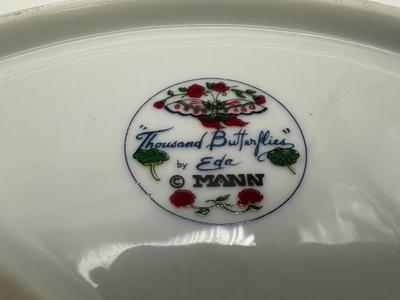 "Thousand Butterflies"
by Eda
© MANN